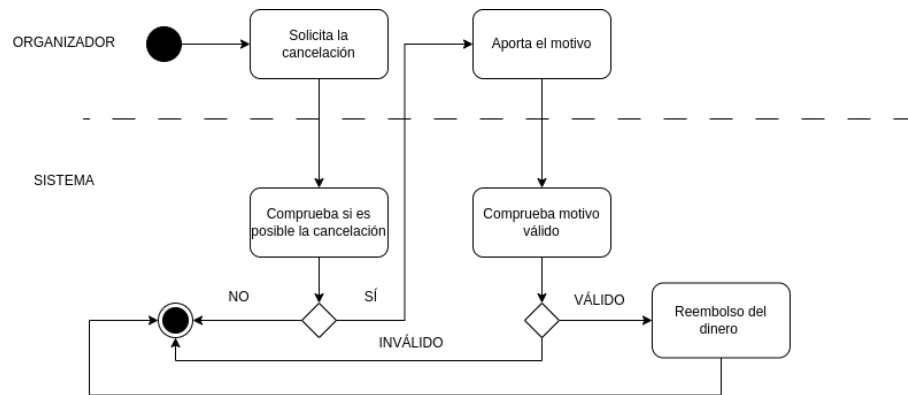 ORGANIZADOR
Solicita la
cancelación
Aporta el motivo
SISTEMA
Comprueba si es
posible la cancelación
Comprueba motivo
válido
NO
SÍ
VÁLIDO
Reembolso del
dinero
INVÁLIDO